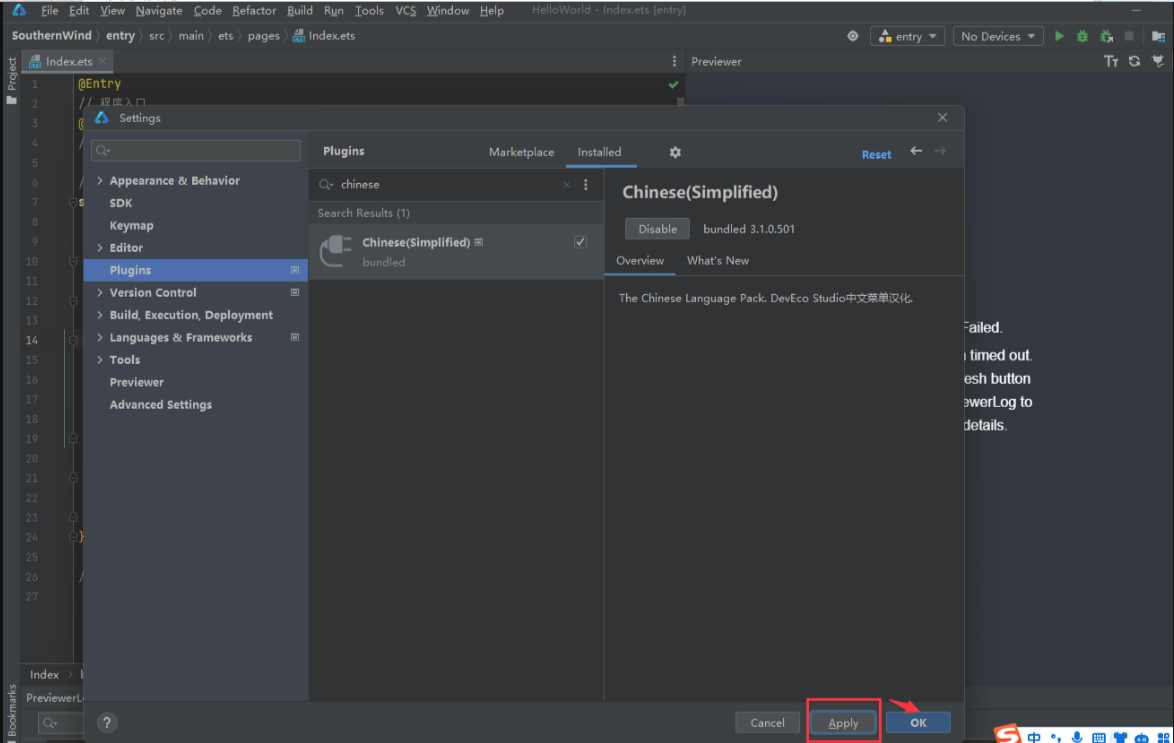 File Edit View Navigate Code Refactor Build Run Tools VCS Window Help HelloWorld - Index.ets [entry]
SouthernWind entry src main ets pages Index.ets entry No Devices
Project
Index.ets
Previewer
Tт
1 @Entry
2 // 程序入口
3 @
4 /
5
6 /
7 s
8
9
10
11
12
13
14
15
16
17
18
19
20
21
22
23
24 }
25
26 /
27
Settings
Appearance & Behavior
SDK
Keymap
Editor
Plugins
Version Control
Build, Execution, Deployment
Languages & Frameworks
Tools
Previewer
Advanced Settings
Plugins Marketplace Installed Reset
chinese
Search Results (1)
Chinese(Simplified)
bundled
Chinese(Simplified)
Disable bundled 3.1.0.501
Overview What's New
The Chinese Language Pack. DevEco Studio中文菜单汉化.
Failed.
timed out.
esh button
ewerLog to
details.
Index
PreviewerL
Bookmarks
? Cancel Apply OK
S 中